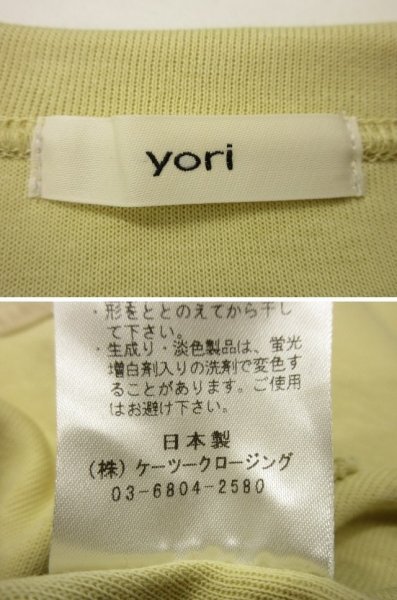 yori
・形をととのえてから干し
て下さい。
・生成り・淡色製品は、蛍光
増白剤入りの洗剤で変色す
ることがあります。ご使用
はお避け下さい。
日本製
(株)ケーツークロージング
03-6804-2580